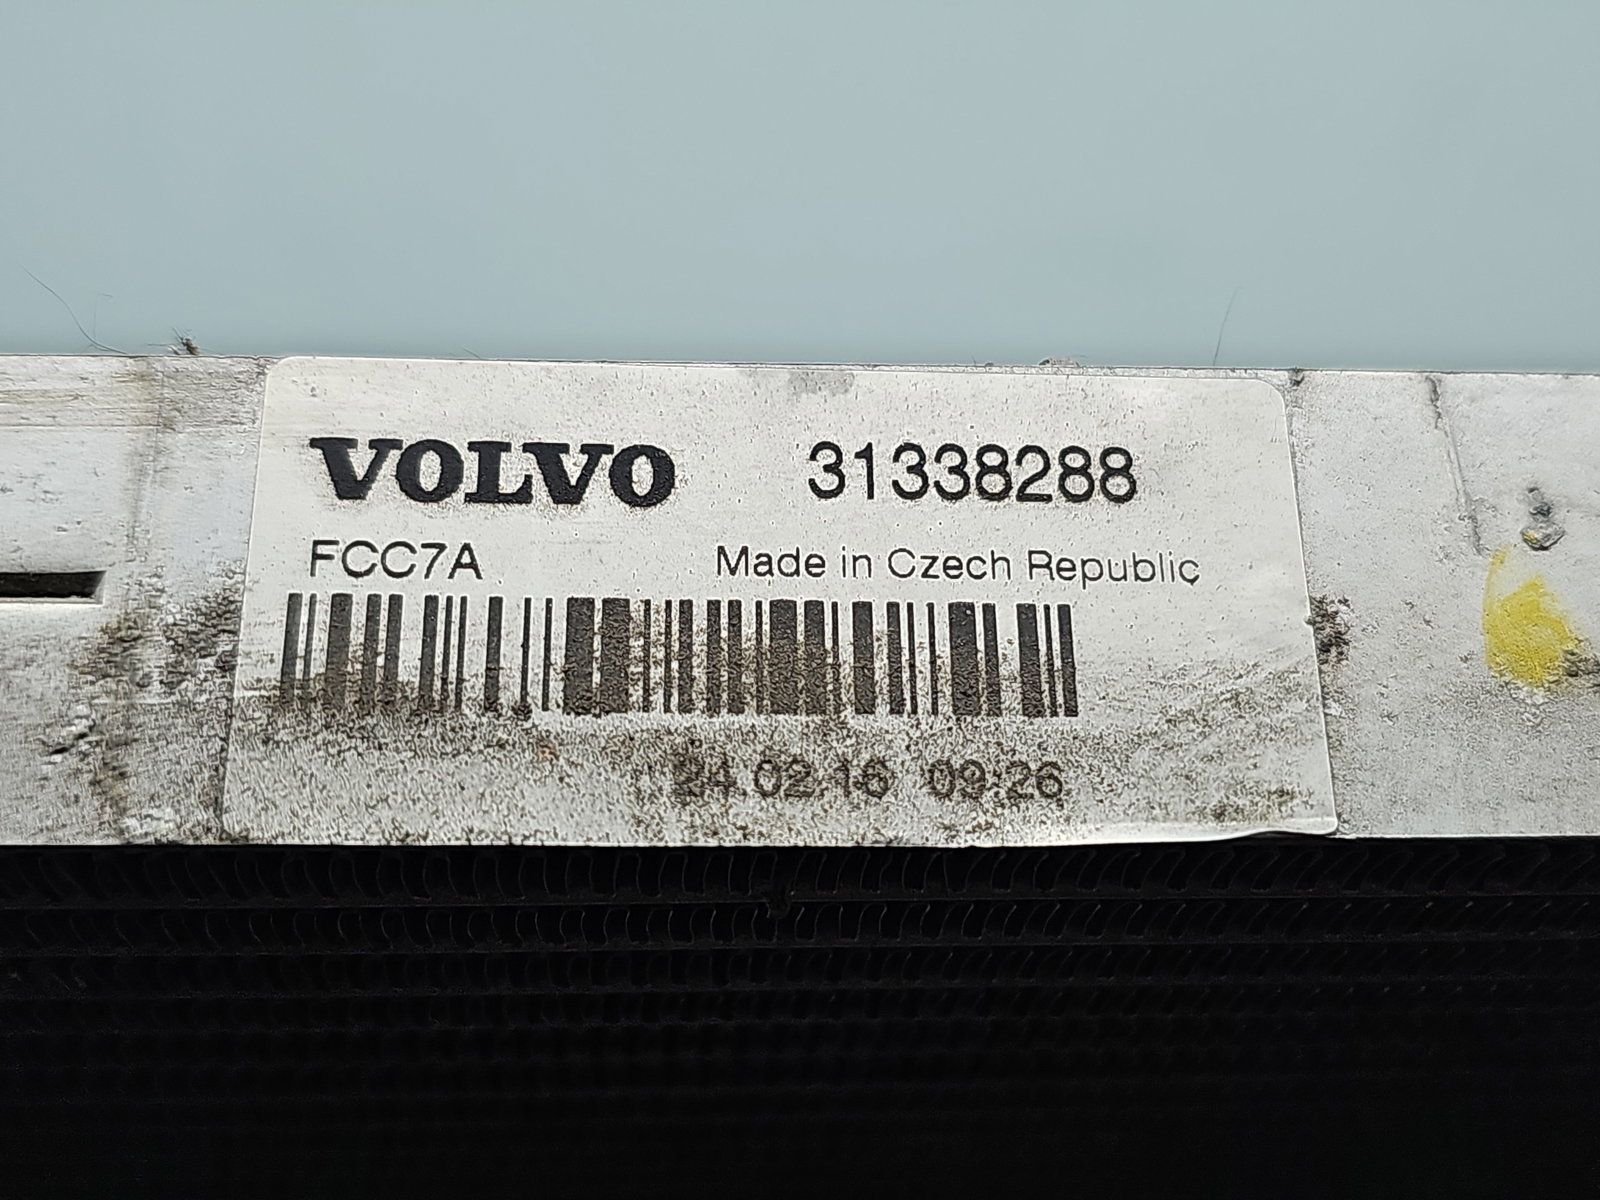 VOLVO 31338288
FCC7A Made in Czech Republic
24.02.16 09:26